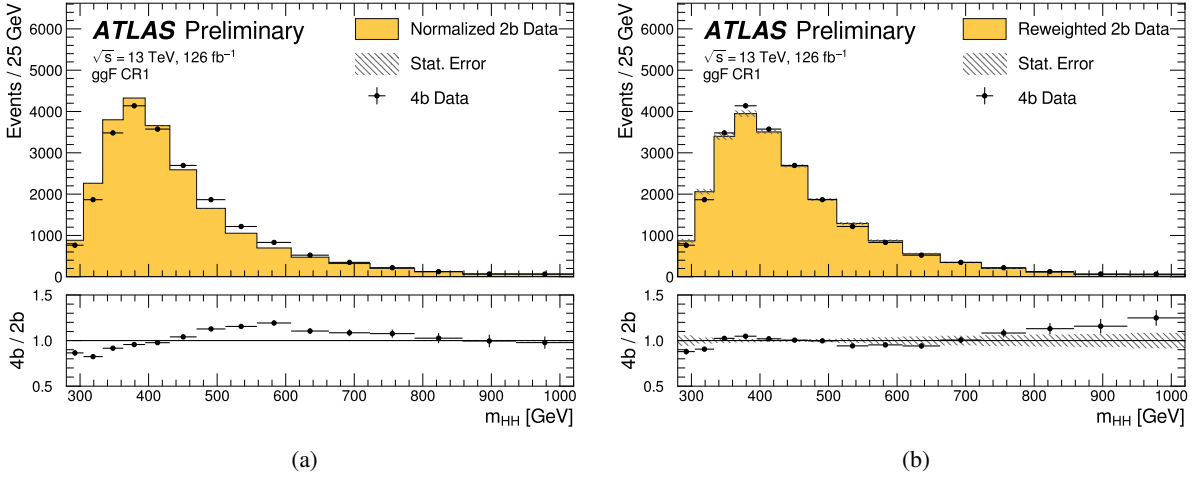 ATLAS Preliminary
√s = 13 TeV, 126 fb⁻¹
ggF CR1
Normalized 2b Data
Stat. Error
4b Data
Events / 25 GeV
6000
5000
4000
3000
2000
1000
0
4b / 2b
1.5
1.0
0.5
300 400 500 600 700 800 900 1000
m_HH [GeV]
(a)
ATLAS Preliminary
√s = 13 TeV, 126 fb⁻¹
ggF CR1
Reweighted 2b Data
Stat. Error
4b Data
Events / 25 GeV
6000
5000
4000
3000
2000
1000
0
4b / 2b
1.5
1.0
0.5
300 400 500 600 700 800 900 1000
m_HH [GeV]
(b)